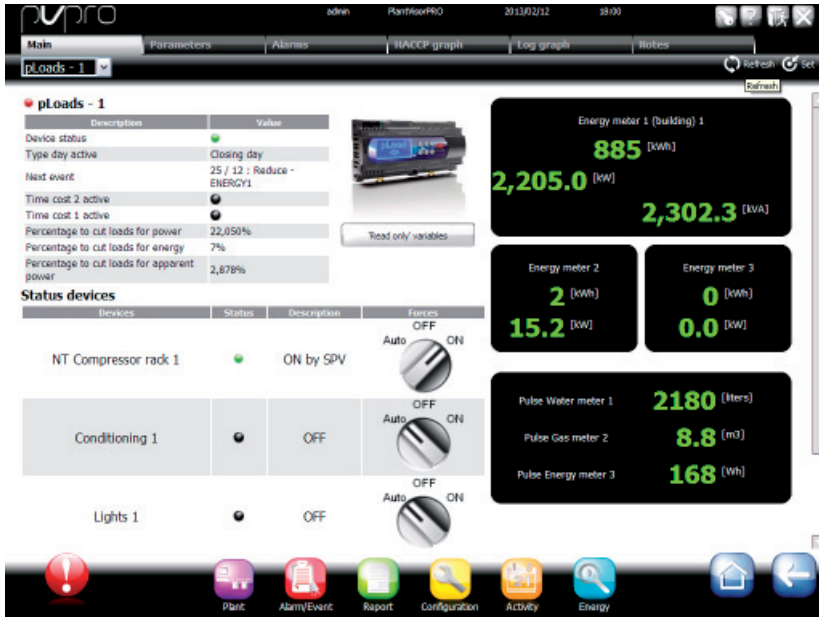 pvpro
admin PlantVisorPRO 2013/02/12 18:00
Main Parameters Alarms HACCP graph Log graph Notes
pLoads - 1
Refresh Set
Refresh
pLoads - 1
Description Value
Device status
Type day active Closing day
Next event 25 / 12 : Reduce -
ENERGY1
Time cost 2 active
Time cost 1 active
Percentage to cut loads for power 22,050%
Percentage to cut loads for energy 7%
Percentage to cut loads for apparent
power 2,878%
pLoad
'Read only' variables
Status devices
Devices Status Description Forces
OFF
Auto ON
NT Compressor rack 1 ON by SPV
OFF
Auto ON
Conditioning 1 OFF
OFF
Auto ON
Lights 1 OFF
Energy meter 1 (building) 1
885 [kWh]
2,205.0 [kW]
2,302.3 [kVA]
Energy meter 2
2 [kWh]
15.2 [kW]
Energy meter 3
0 [kWh]
0.0 [kW]
Pulse Water meter 1 2180 [liters]
Pulse Gas meter 2 8.8 [m3]
Pulse Energy meter 3 168 [Wh]
Plant Alarm/Event Report Configuration Activity Energy